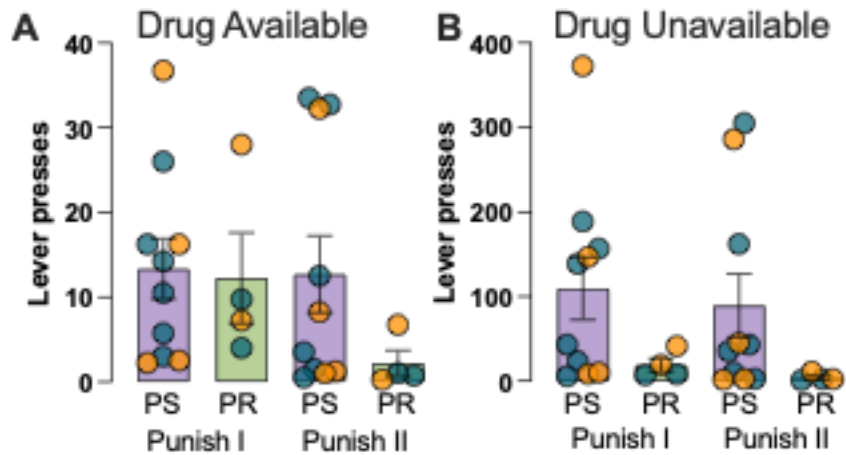 A Drug Available
B Drug Unavailable
Lever presses
40
30
20
10
0
PS PR PS PR
Punish I Punish II
Lever presses
400
300
200
100
0
PS PR PS PR
Punish I Punish II